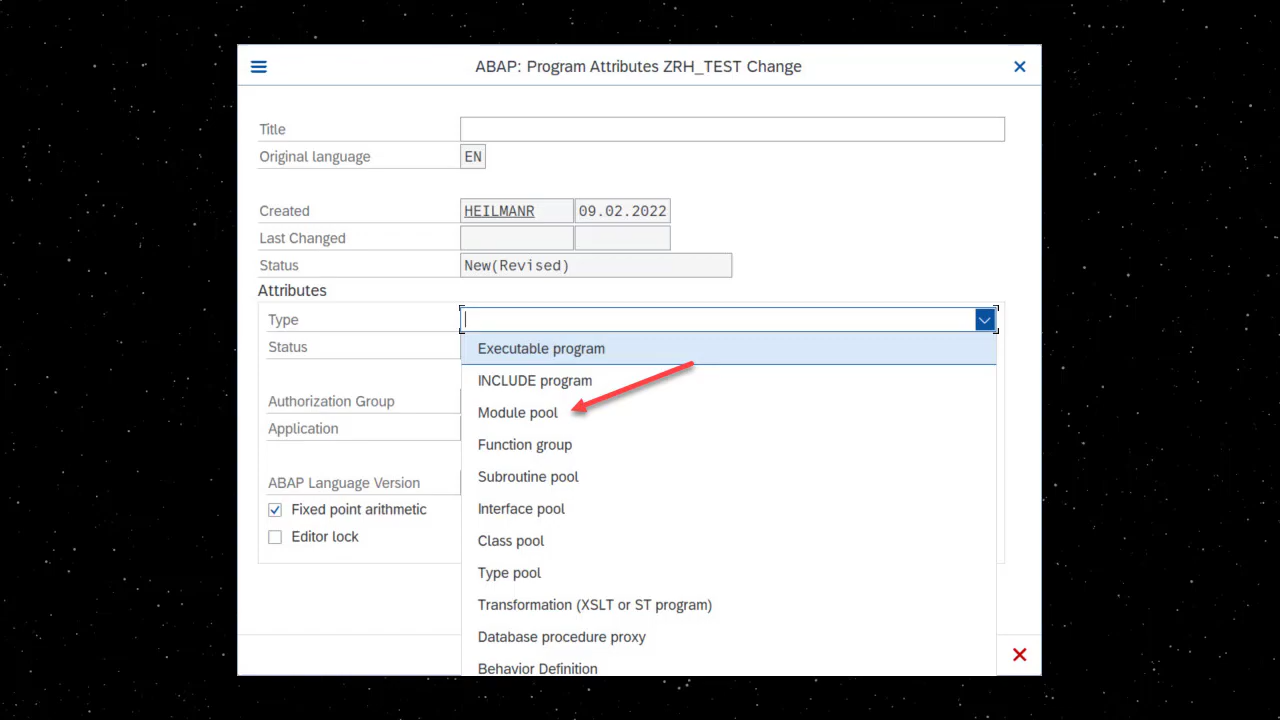 ABAP: Program Attributes ZRH_TEST Change
Title
Original language EN
Created HEILMANR 09.02.2022
Last Changed
Status New(Revised)
Attributes
Type
Executable program
Status
INCLUDE program
Authorization Group
Module pool
Application
Function group
Subroutine pool
ABAP Language Version
Fixed point arithmetic
Interface pool
Editor lock
Class pool
Type pool
Transformation (XSLT or ST program)
Database procedure proxy
Behavior Definition